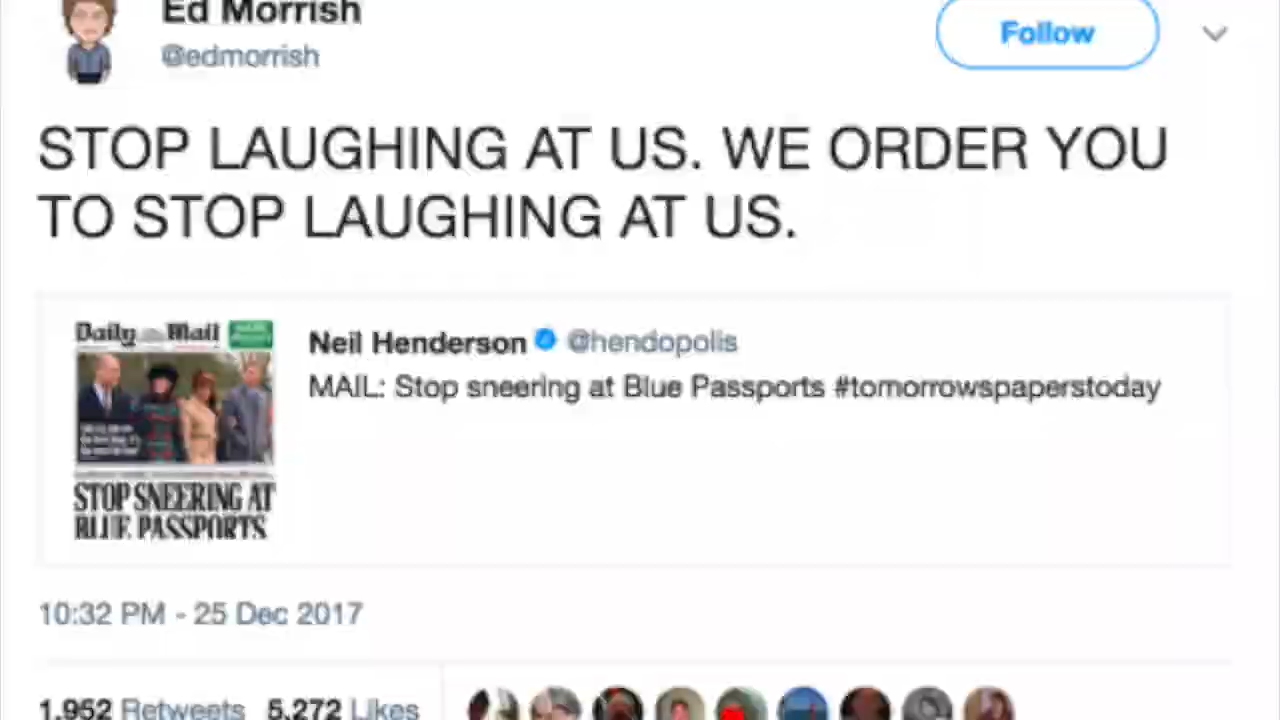 Ed Morrish
@edmorrish
Follow
STOP LAUGHING AT US. WE ORDER YOU
TO STOP LAUGHING AT US.
Daily Mail
STOP SNEERING AT
BLUE PASSPORTS
Neil Henderson @hendopolis
MAIL: Stop sneering at Blue Passports #tomorrowspaperstoday
10:32 PM - 25 Dec 2017
1,952 Retweets 5,272 Likes